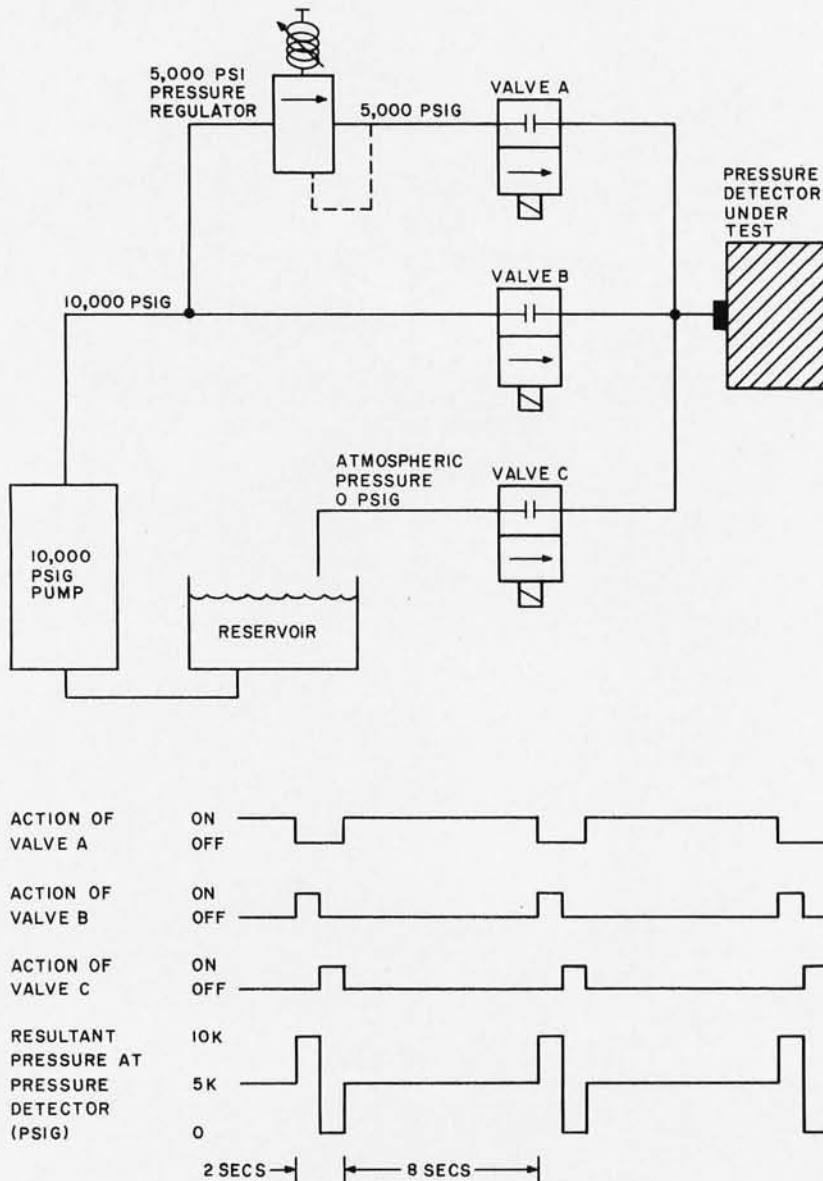 5,000 PSI
PRESSURE
REGULATOR
5,000 PSIG
VALVE A
PRESSURE
DETECTOR
UNDER
TEST
10,000 PSIG
VALVE B
ATMOSPHERIC
PRESSURE
O PSIG
VALVE C
10,000
PSIG
PUMP
RESERVOIR
ACTION OF
VALVE A
ON
OFF
ACTION OF
VALVE B
ON
OFF
ACTION OF
VALVE C
ON
OFF
RESULTANT
PRESSURE AT
PRESSURE
DETECTOR
(PSIG)
10K
5K
0
2 SECS
8 SECS